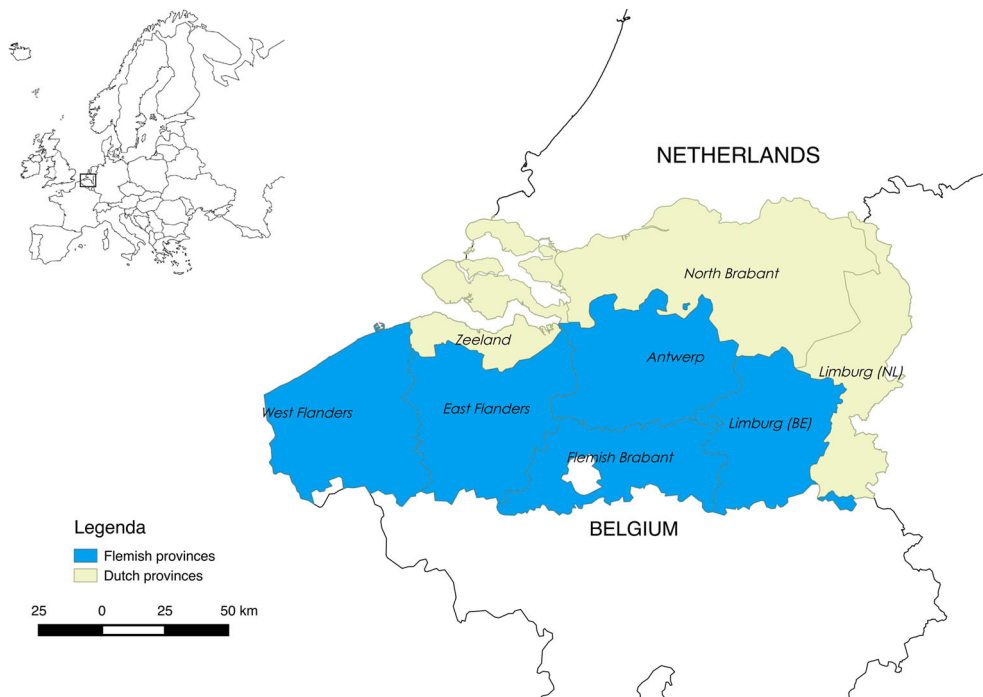 NETHERLANDS
North Brabant
Zeeland
Antwerp
Limburg (NL)
West Flanders
East Flanders
Limburg (BE)
Flemish Brabant
BELGIUM
Legenda
Flemish provinces
Dutch provinces
25 0 25 50 km